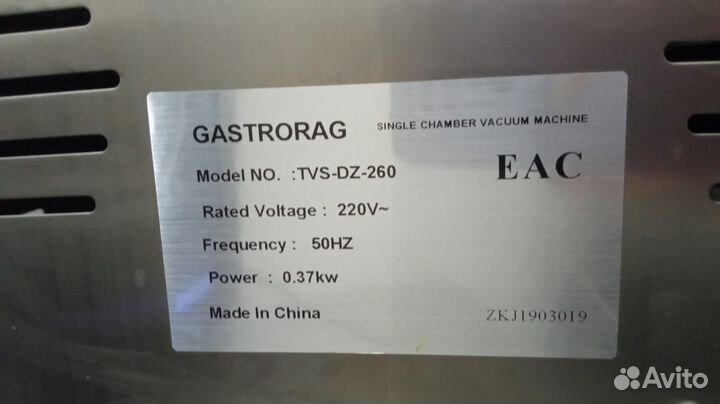 GASTRORAG SINGLE CHAMBER VACUUM MACHINE
Model NO. :TVS-DZ-260 EAC
Rated Voltage : 220V~
Frequency : 50HZ
Power : 0.37kw
Made In China ZKJ1903019
Avito